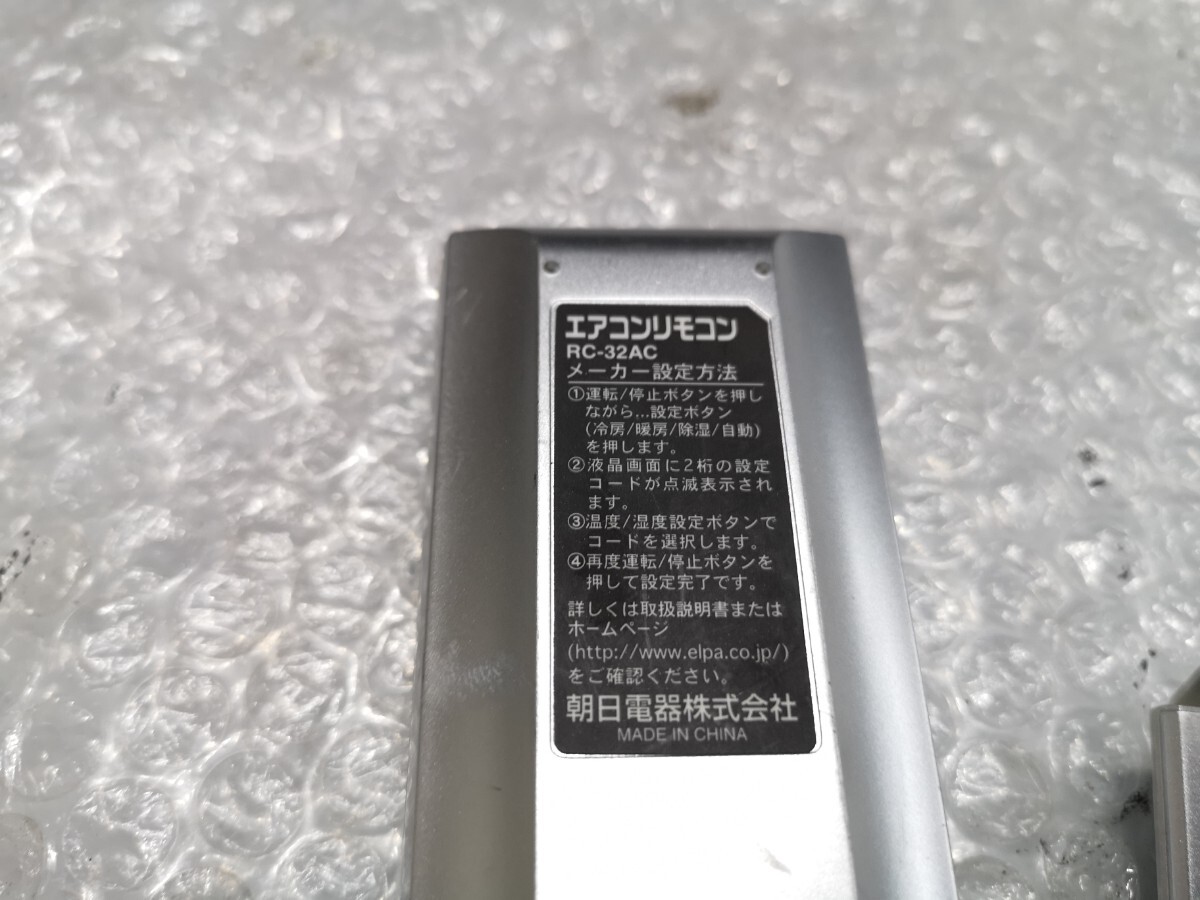 エアコンリモコン
RC-32AC
メーカー設定方法
①運転/停止ボタンを押し
ながら...設定ボタン
(冷房/暖房/除湿/自動)
を押します。
②液晶画面に2桁の設定
コードが点滅表示され
ます。
③温度/湿度設定ボタンで
コードを選択します。
④再度運転/停止ボタンを
押して設定完了です。
詳しくは取扱説明書または
ホームページ
(http://www.elpa.co.jp/)
をご確認ください。
朝日電器株式会社
MADE IN CHINA